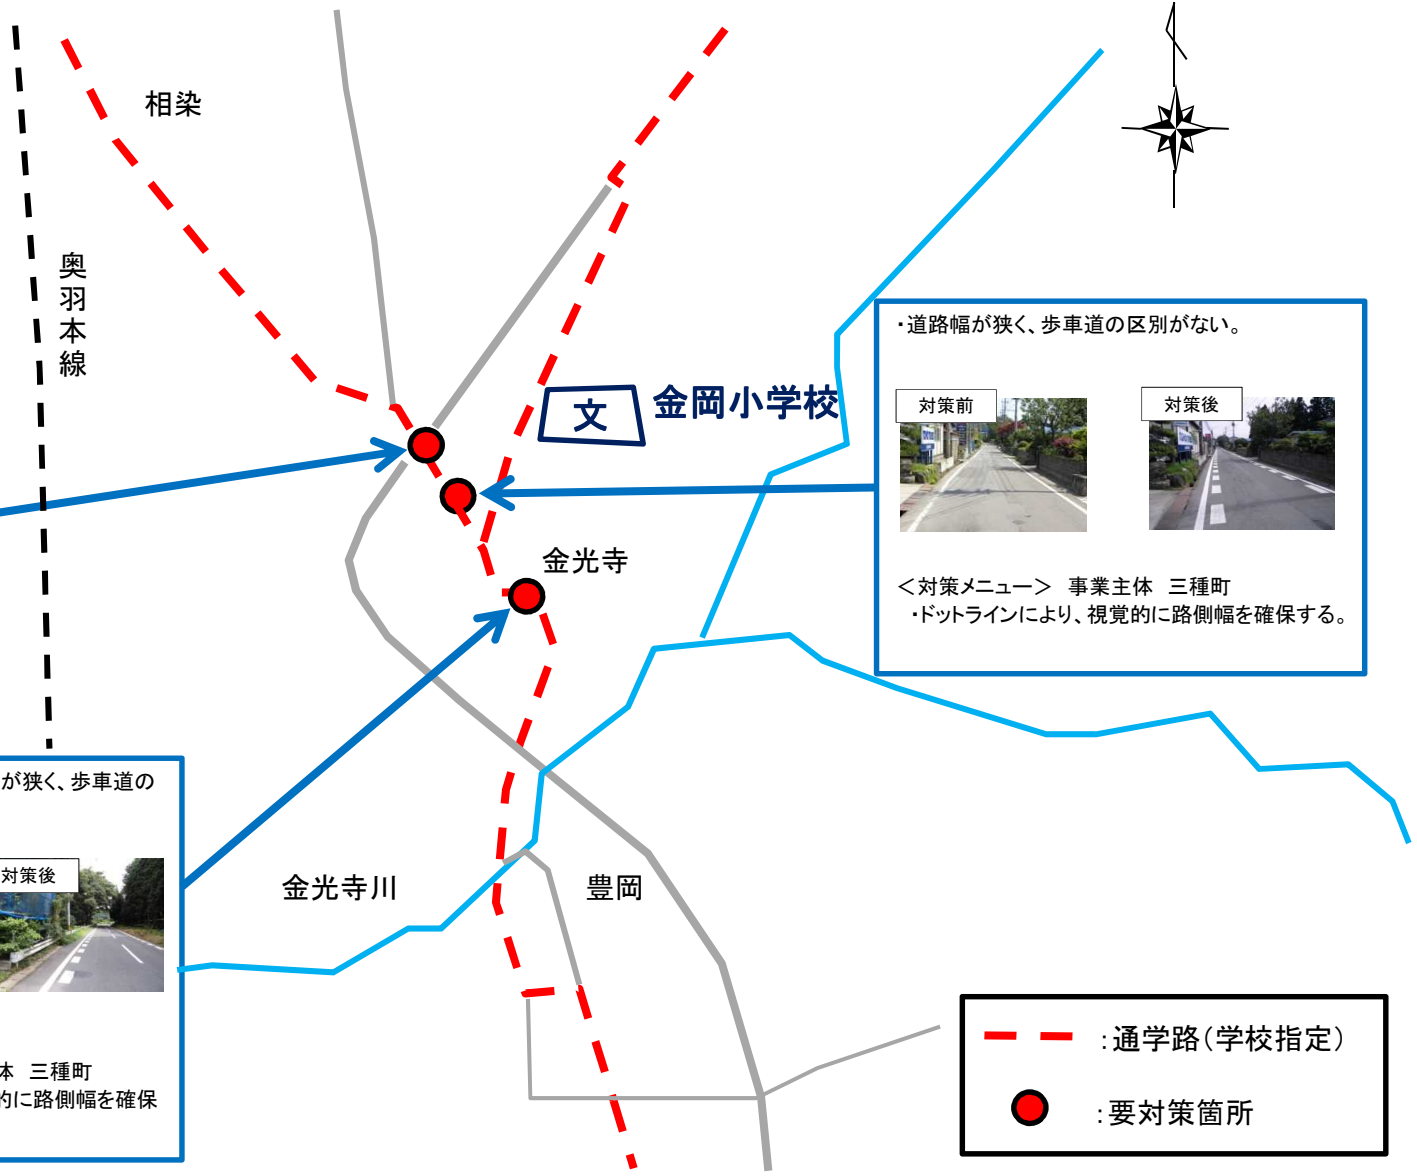 相染
奥羽本線
文
金岡小学校
・道路幅が狭く、歩車道の区別がない。
対策前
対策後
＜対策メニュー＞　事業主体　三種町
・ドットラインにより、視覚的に路側幅を確保する。
金光寺
が狭く、歩車道の
対策後
体　三種町
的に路側幅を確保
金光寺川
豊岡
：通学路（学校指定）
：要対策箇所